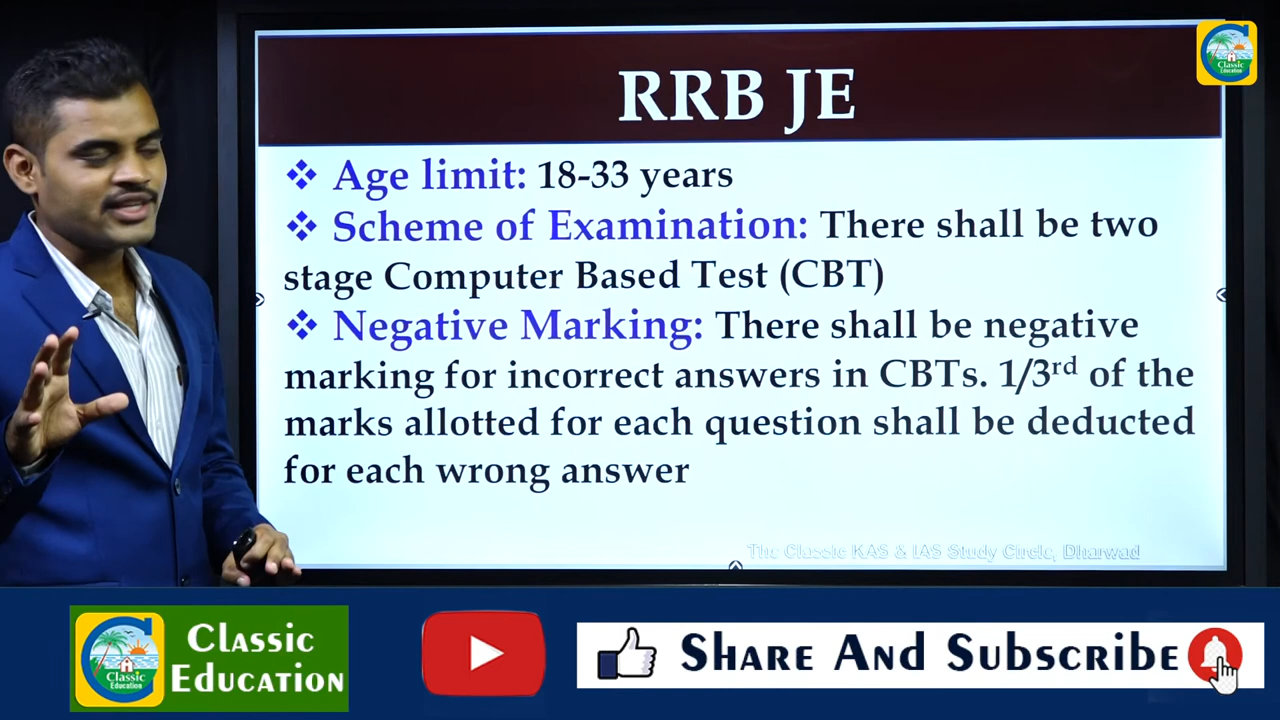 RRB JE
Classic
Education
❖ Age limit: 18-33 years
❖ Scheme of Examination: There shall be two
stage Computer Based Test (CBT)
❖ Negative Marking: There shall be negative
marking for incorrect answers in CBTs. 1/3rd of the
marks allotted for each question shall be deducted
for each wrong answer
The Classic KAS & IAS Study Circle, Dharwad
Classic
Education
Classic
Education
Share And Subscribe